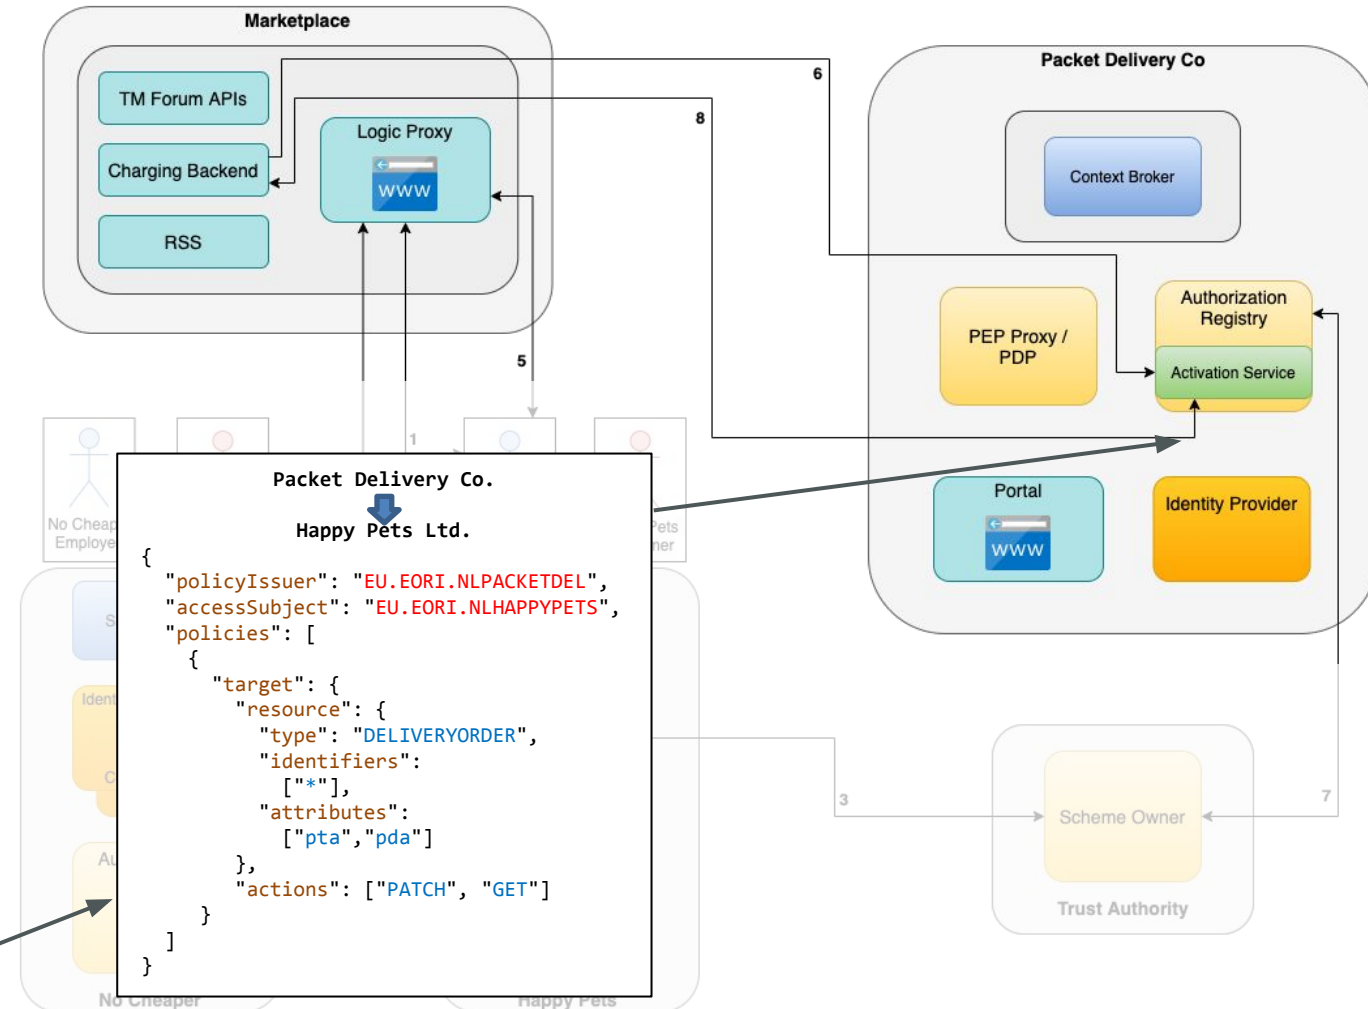 Marketplace
TM Forum APIs
Charging Backend
RSS
Logic Proxy
WWW
6
8
5
1
Packet Delivery Co
Context Broker
PEP Proxy /
PDP
Authorization
Registry
Activation Service
Portal
WWW
Identity Provider
No Cheap
Employe
Pets
Packet Delivery Co.
Happy Pets Ltd.
{
"policyIssuer": "EU.EORI.NLPACKETDEL",
"accessSubject": "EU.EORI.NLHAPPYPETS",
"policies": [
{
"target": {
"resource": {
"type": "DELIVERYORDER",
"identifiers":
["*"],
"attributes":
["pta","pda"]
},
"actions": ["PATCH", "GET"]
}
]
}
3
7
Scheme Owner
Trust Authority
No Cheaper
Happy Pets